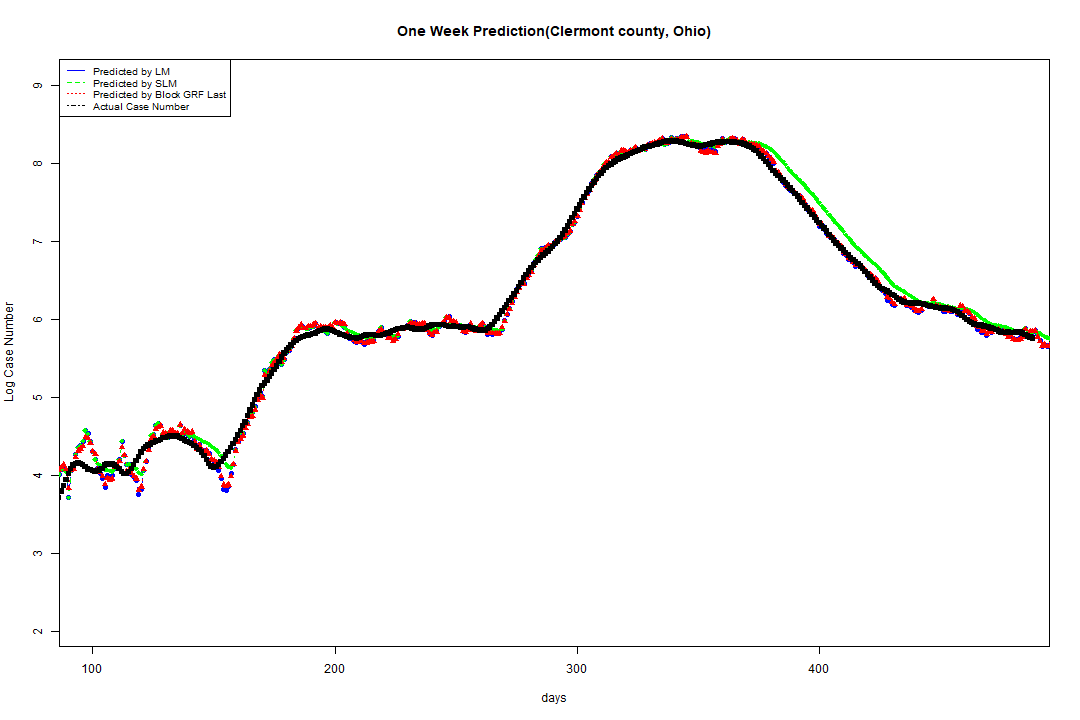 One Week Prediction(Clermont county, Ohio)
Predicted by LM
Predicted by SLM
Predicted by Block GRF Last
Actual Case Number
Log Case Number
9
8
7
6
5
4
3
2
100 200 300 400
days